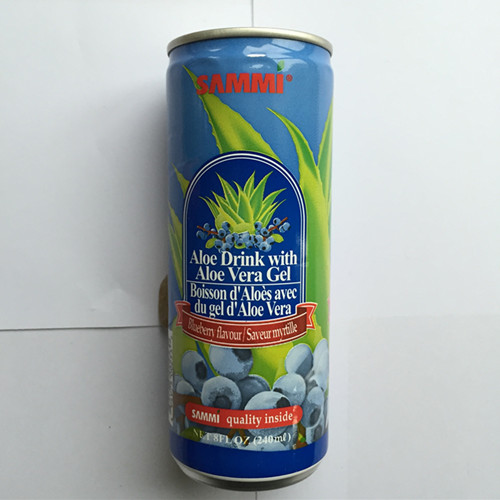 SAMMI®
Aloe Drink with
Aloe Vera Gel
Boisson d'Aloès avec
du gel d'Aloe Vera
Blueberry flavour/Saveur myrtille
SAMMI quality inside
NET 8FL OZ (240ml)